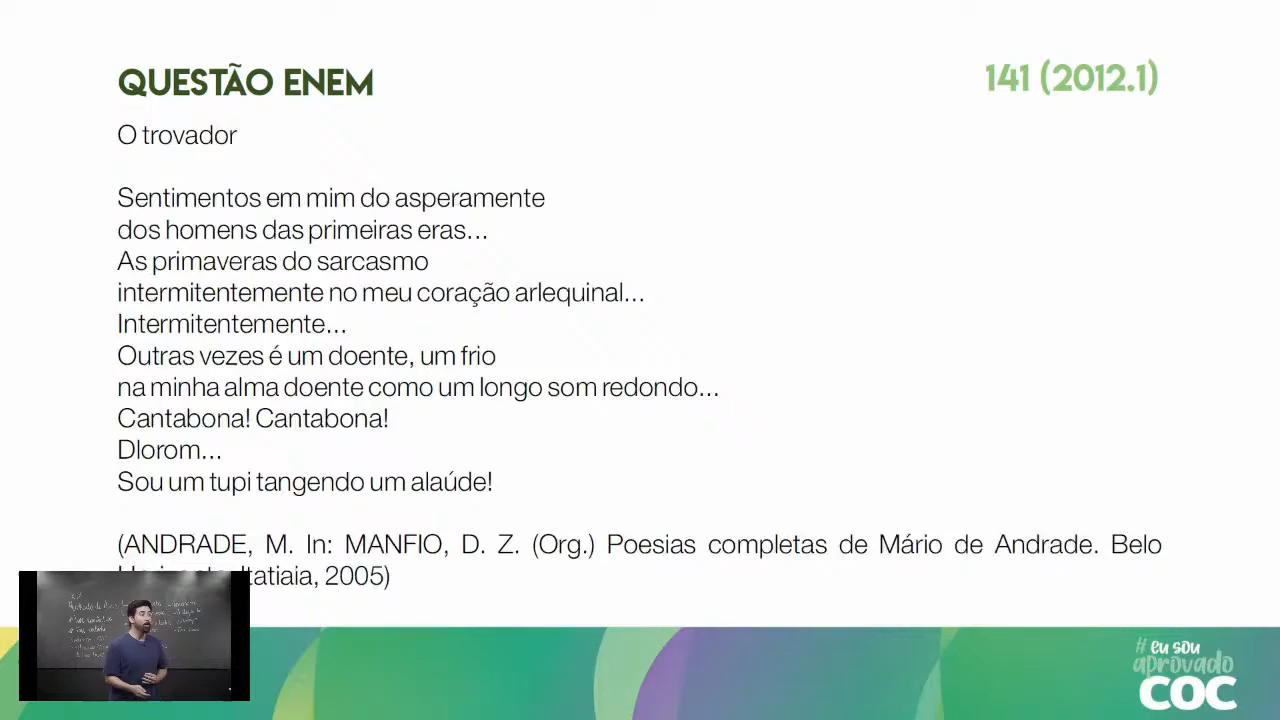 QUESTÃO ENEM
141 (2012.1)
O trovador
Sentimentos em mim do asperamente
dos homens das primeiras eras...
As primaveras do sarcasmo
intermitentemente no meu coração arlequinal...
Intermitentemente...
Outras vezes é um doente, um frio
na minha alma doente como um longo som redondo...
Cantabona! Cantabona!
Dlorom...
Sou um tupi tangendo um alaúde!
(ANDRADE, M. In: MANFIO, D. Z. (Org.) Poesias completas de Mário de Andrade. Belo
Itatiaia, 2005)
# eu sou
aprovado
COC